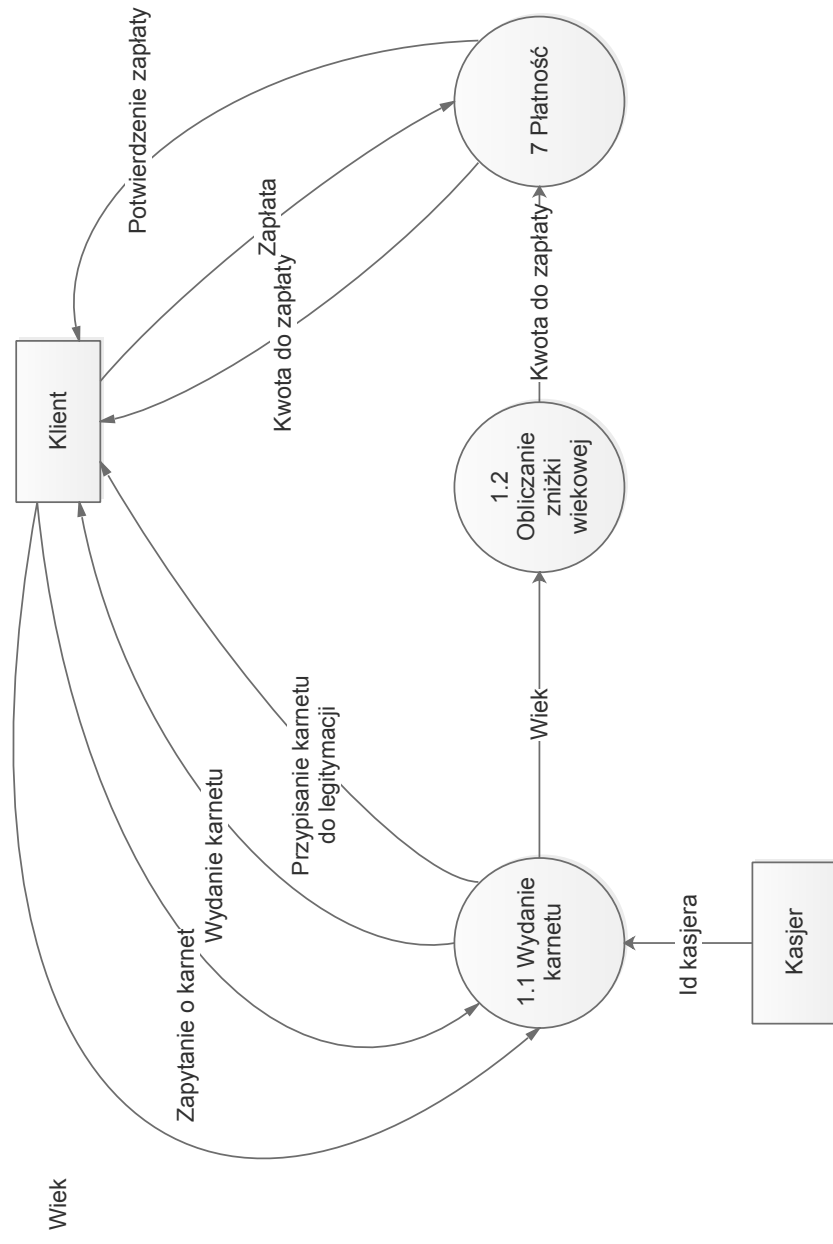 Wiek
Zapytanie o karnet
Wydanie karnetu
Przypisanie karnetu
do legitymacji
Klient
Kwota do zapłaty
Zapłata
Potwierdzenie zapłaty
1.1 Wydanie
karnetu
Wiek
1.2
Obliczanie
zniżki
wiekowej
Kwota do zapłaty
7 Płatność
Id kasjera
Kasjer